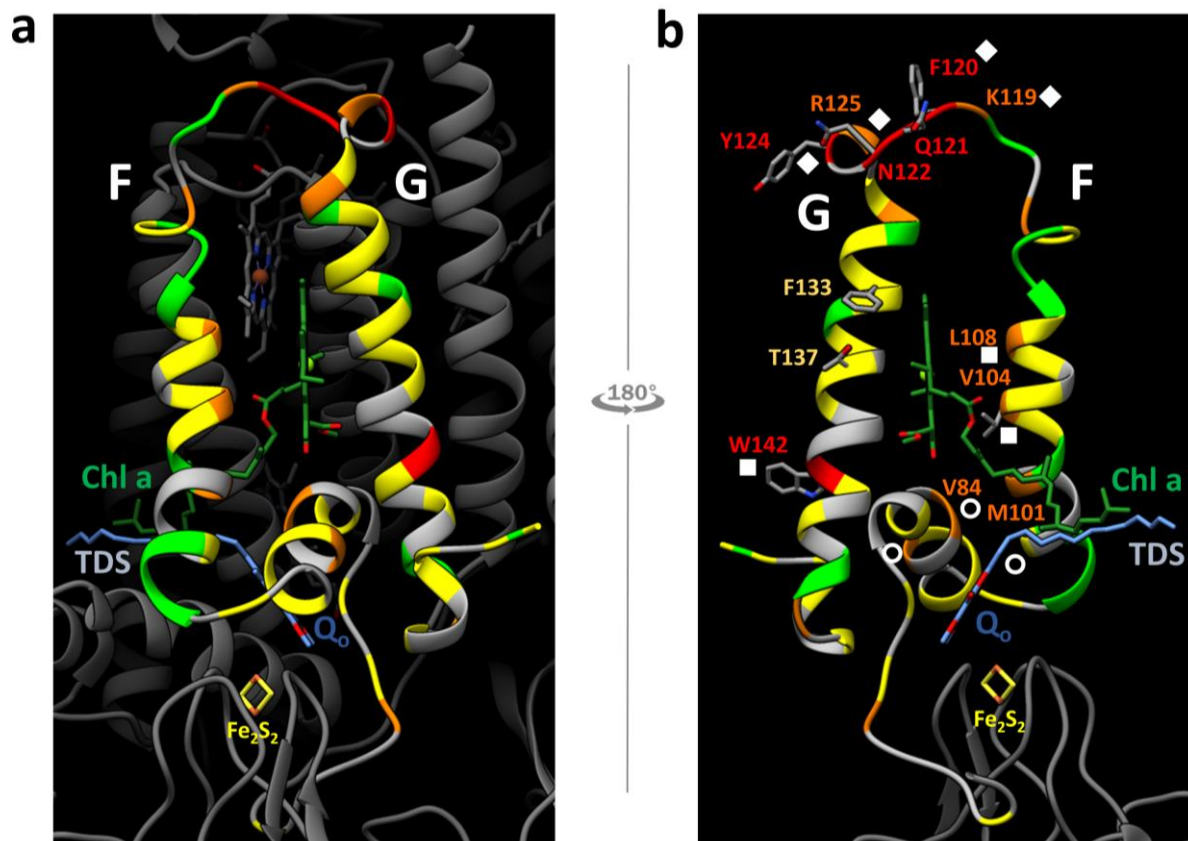 a
F
G
Chl a
TDS
Qo
Fe2S2
180°
b
F120
R125
K119
Y124
Q121
N122
F
G
F133
L108
T137
V104
W142
V84
Chl a
M101
TDS
Qo
Fe2S2